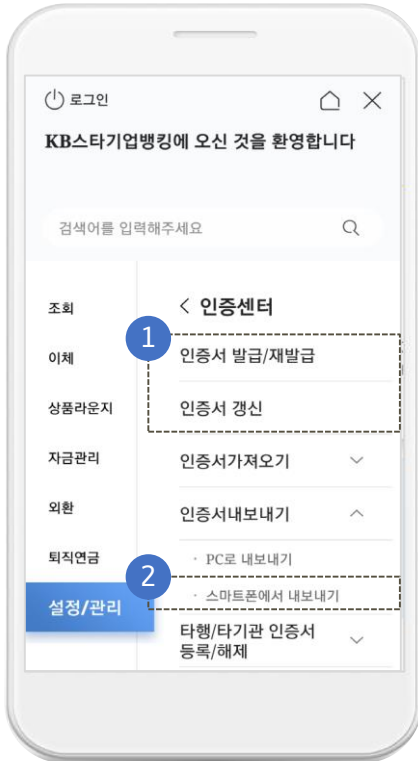 로그인
KB스타기업뱅킹에 오신 것을 환영합니다
검색어를 입력해주세요
조회
이체
상품라운지
자금관리
외환
퇴직연금
설정/관리
< 인증센터
1
인증서 발급/재발급
인증서 갱신
인증서가져오기
인증서내보내기
· PC로 내보내기
2
· 스마트폰에서 내보내기
타행/타기관 인증서
등록/해제